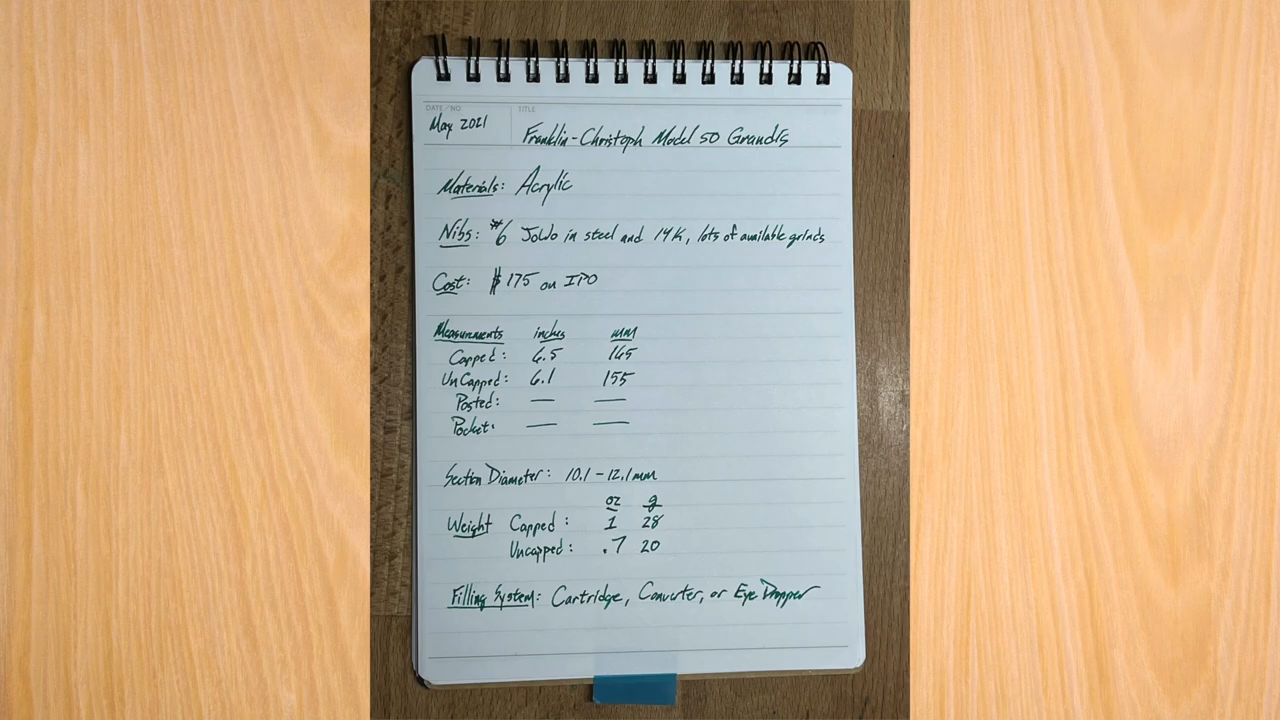 DATE/NO. TITLE
May 2021 Franklin-Christoph Model 50 Grandis
Materials: Acrylic
Nibs: #6 JoWo in steel and 14K, lots of available grinds
Cost: $175 on IPO
Measurments inches mm
Capped: 6.5 165
UnCapped: 6.1 155
Posted: — —
Pocket: — —
Section Diameter: 10.1 - 12.1mm
oz g
Weight Capped: 1 28
Uncapped: .7 20
Filling System: Cartridge, Converter, or Eye Dropper